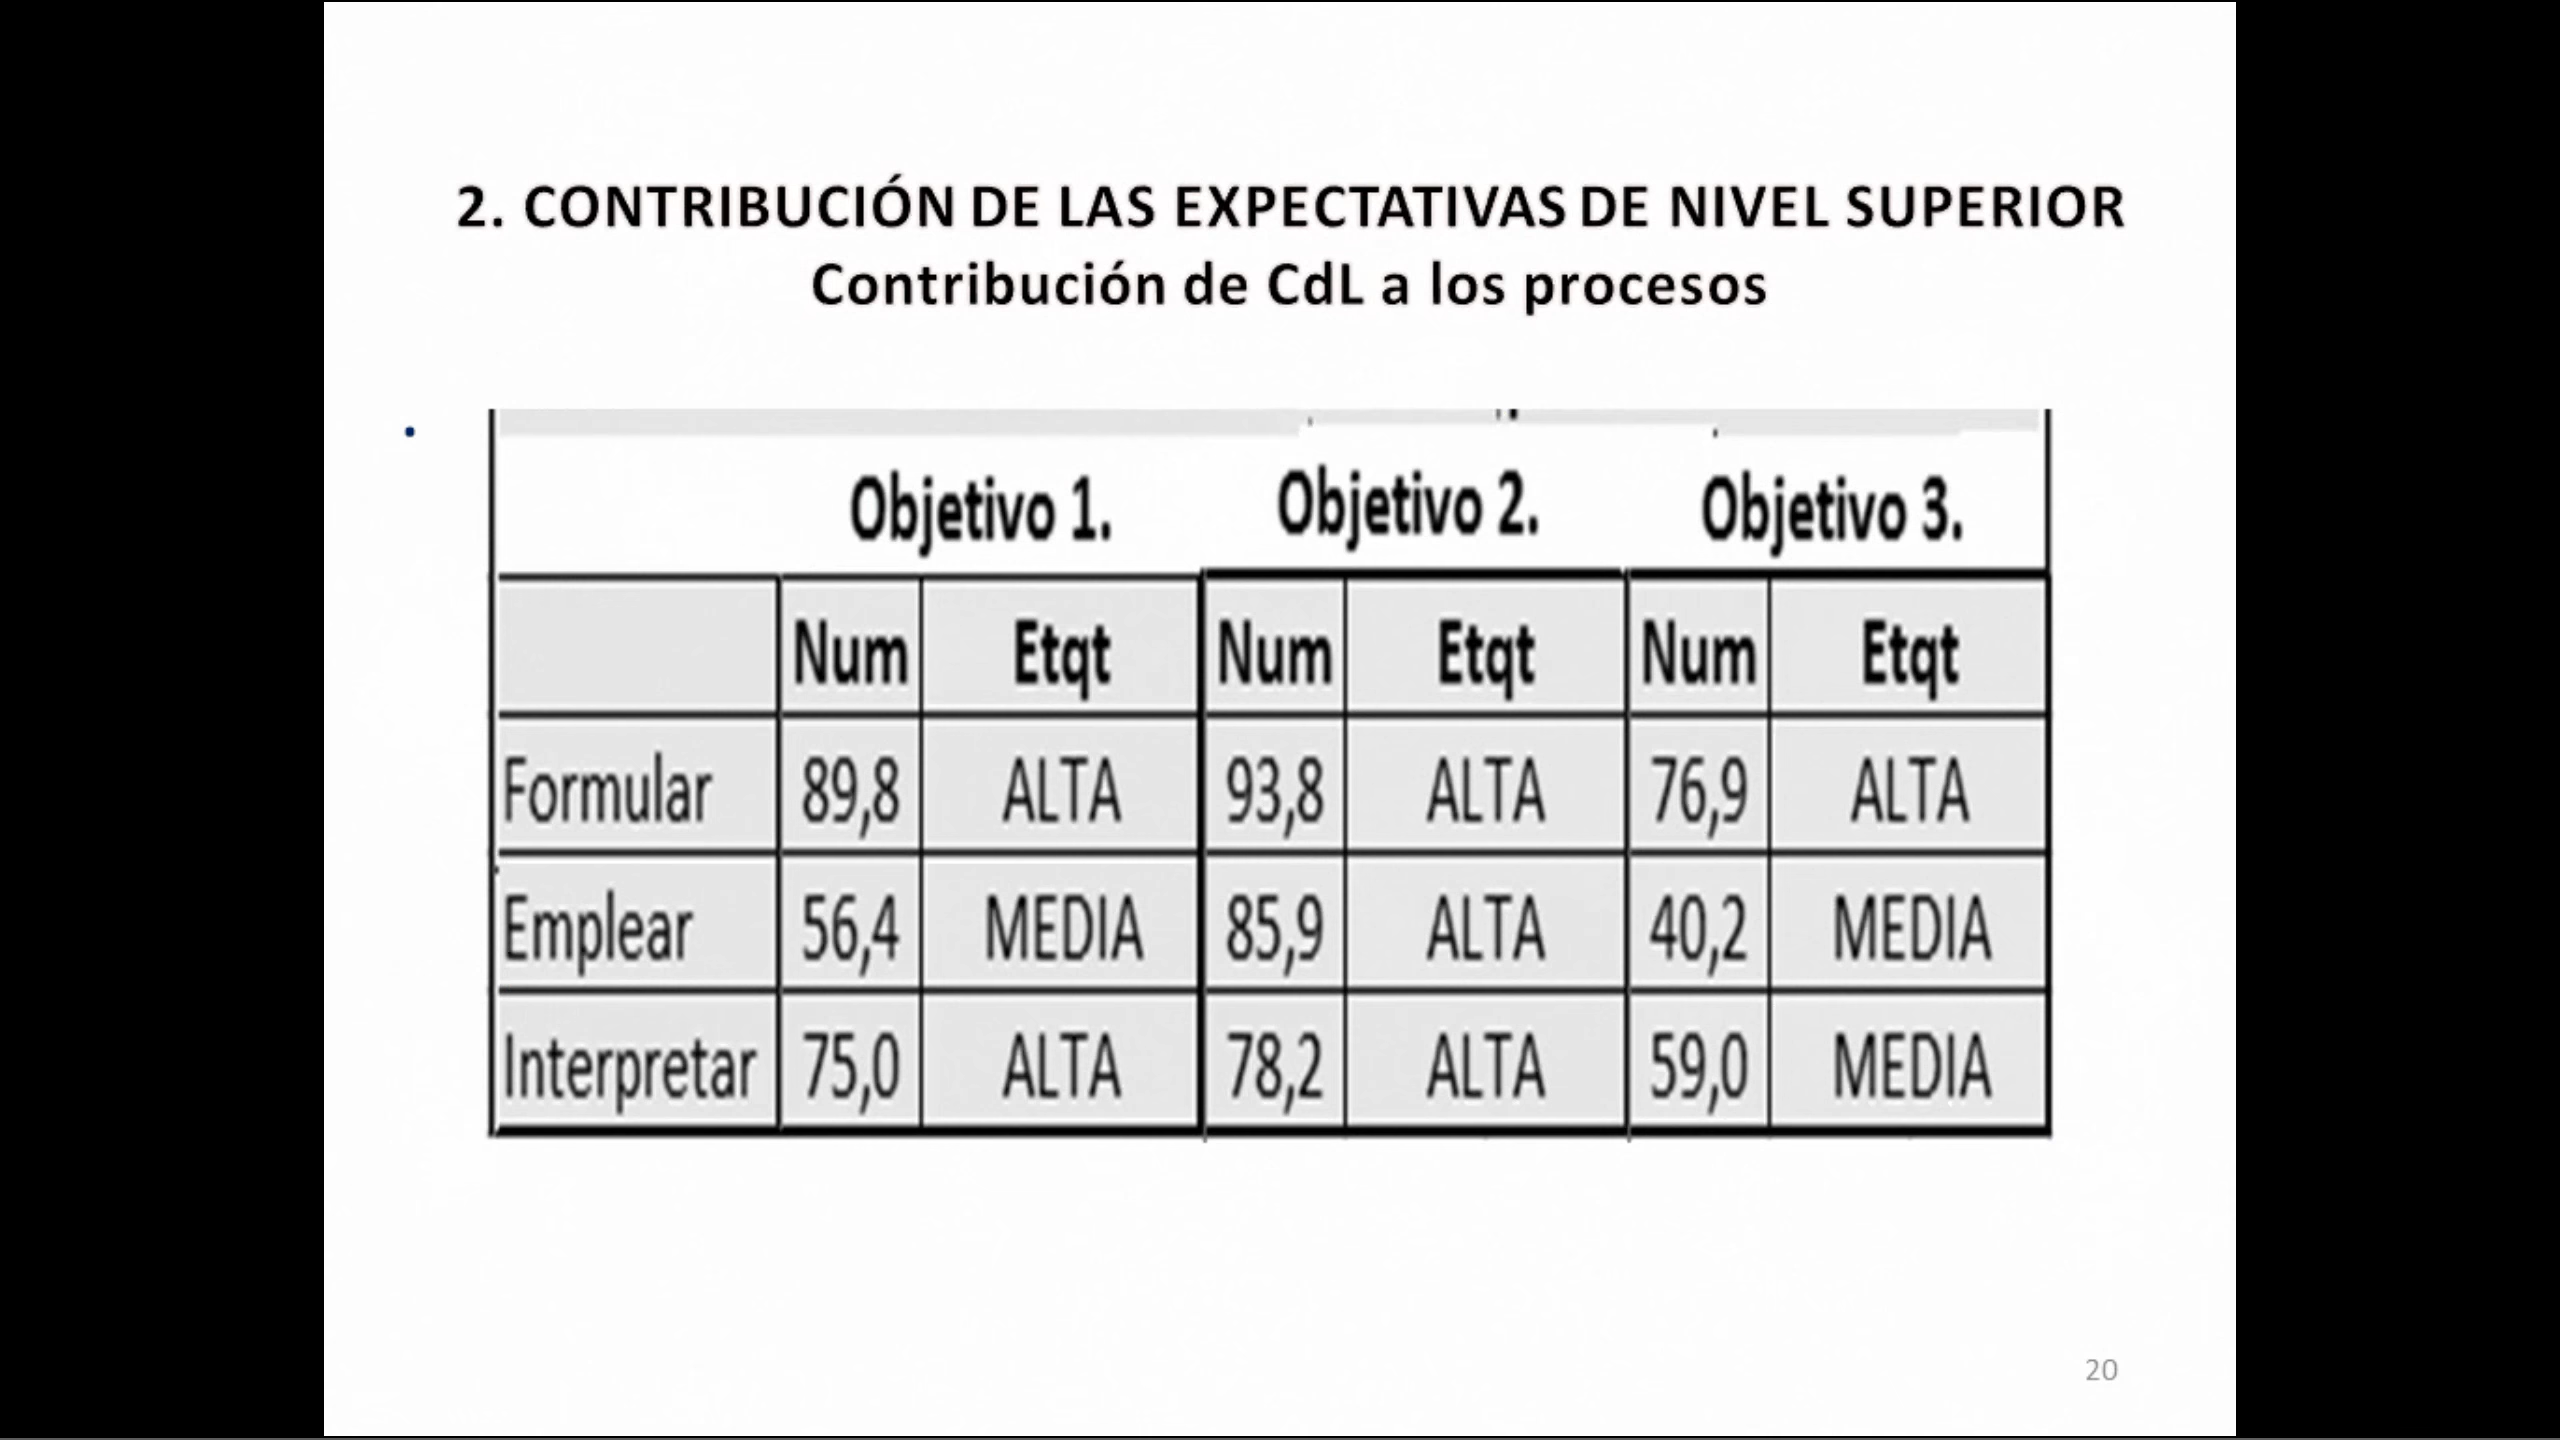 2. CONTRIBUCIÓN DE LAS EXPECTATIVAS DE NIVEL SUPERIOR
Contribución de CdL a los procesos
Objetivo 1. Objetivo 2. Objetivo 3.
Num Etqt Num Etqt Num Etqt
Formular 89,8 ALTA 93,8 ALTA 76,9 ALTA
Emplear 56,4 MEDIA 85,9 ALTA 40,2 MEDIA
Interpretar 75,0 ALTA 78,2 ALTA 59,0 MEDIA
20